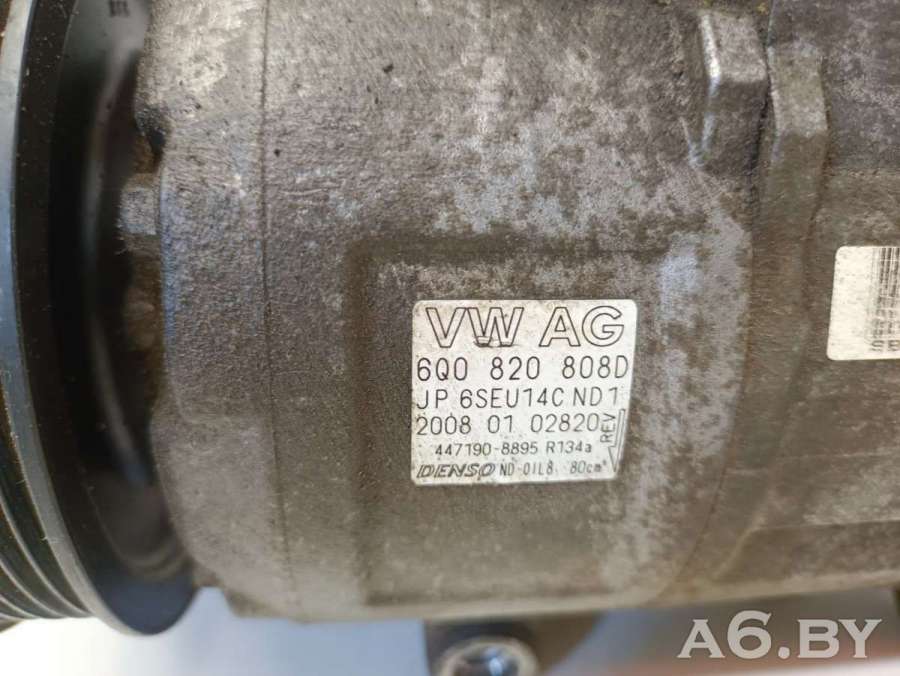 VW AG
6Q0 820 808D
JP 6SEU14C ND1
2008 01 02820
REV
447190-8895 R134a
DENSO ND-OIL8 80cm³
A6.BY